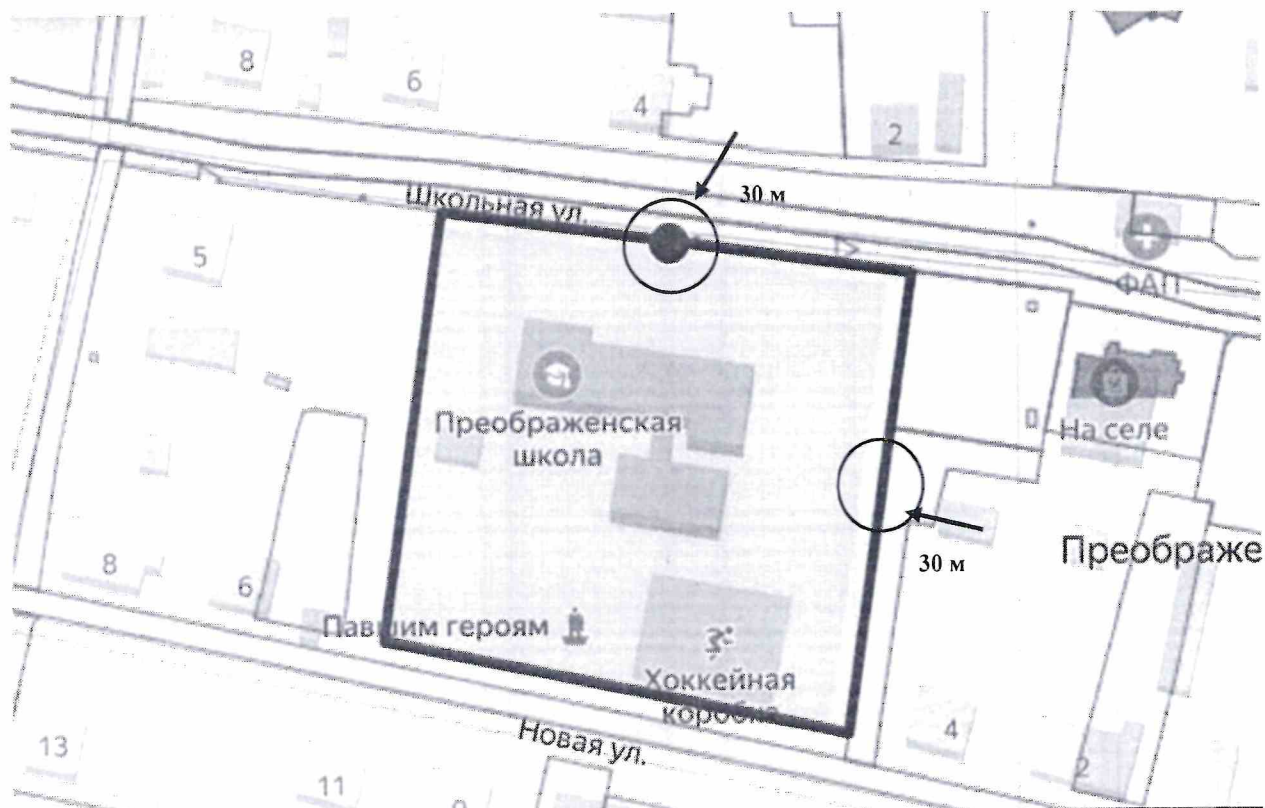 8
6
4
2
30 м
Школьная ул.
5
ФАП
Преображенская
школа
На селе
30 м
Преображе
8
6
Павшим героям
Хоккейная
коробка
Новая ул.
4
2
13
11
9